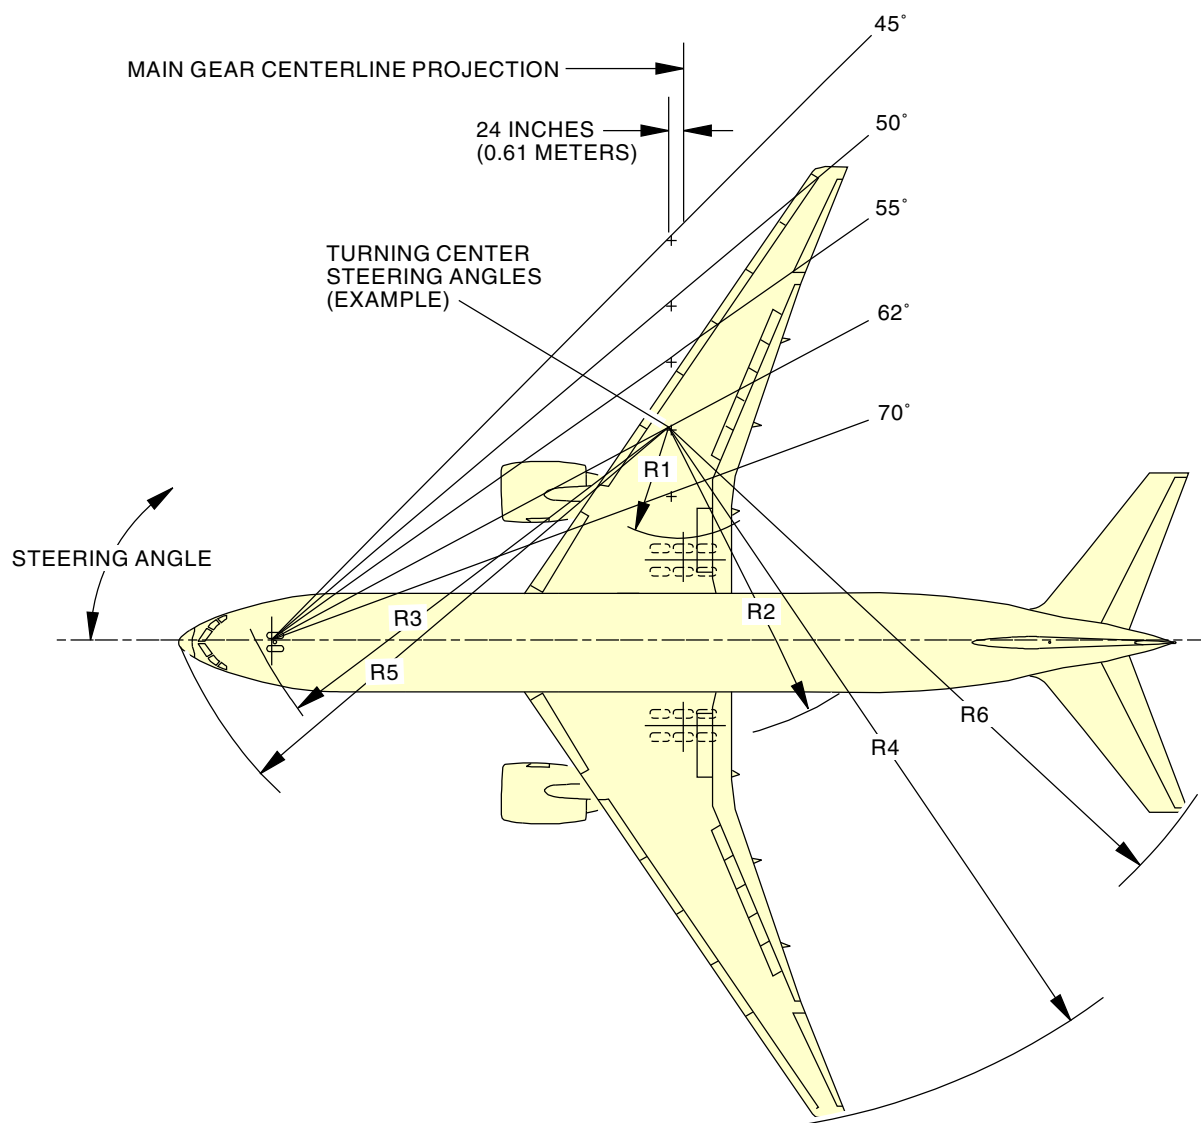 45°
MAIN GEAR CENTERLINE PROJECTION
24 INCHES
(0.61 METERS)
50°
55°
TURNING CENTER
STEERING ANGLES
(EXAMPLE)
62°
70°
R1
STEERING ANGLE
R3
R2
R5
R6
R4